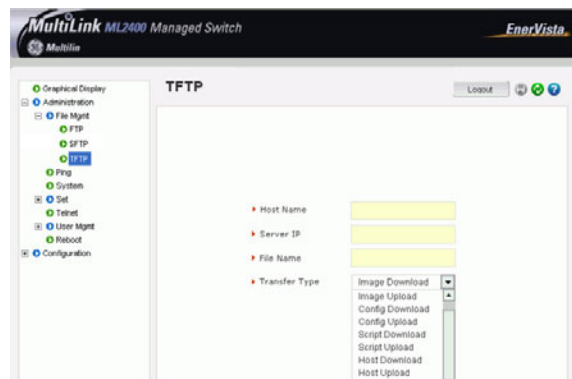 MultiLink ML2400 Managed Switch
EnerVista
Multilin
Graphical Display
Administration
File Mgmt
FTP
SFTP
TFTP
Ping
System
Set
Telnet
User Mgmt
Reboot
Configuration
TFTP
Logout
Host Name
Server IP
File Name
Transfer Type
Image Download
Image Upload
Config Download
Config Upload
Script Download
Script Upload
Host Download
Host Upload